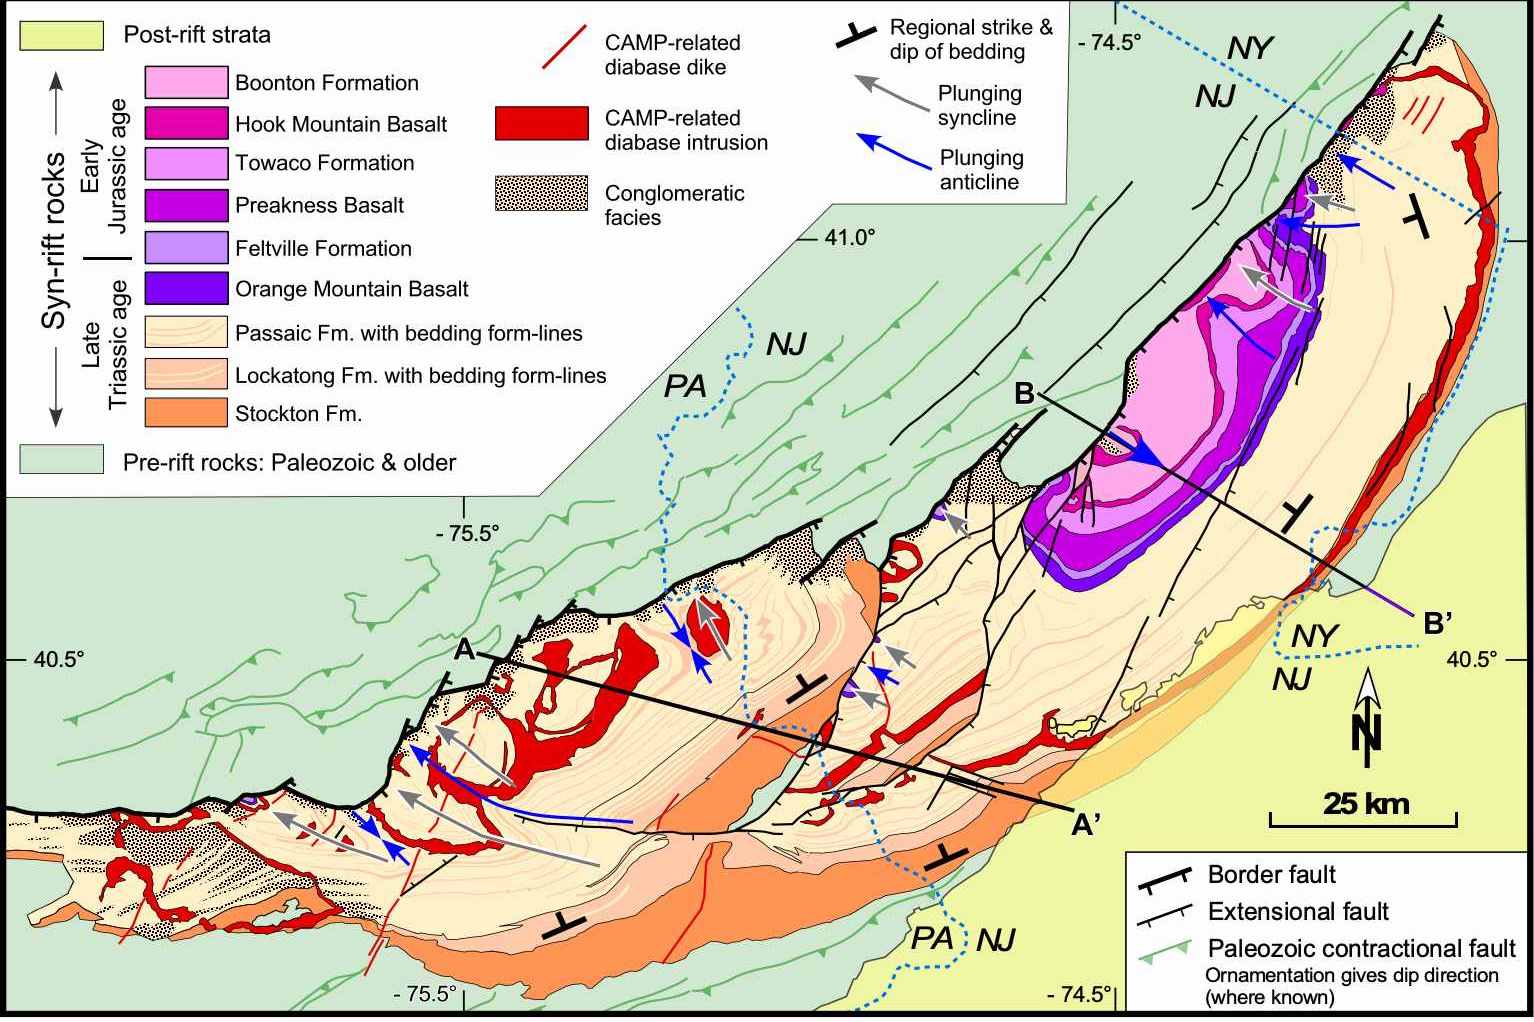 Post-rift strata
Syn-rift rocks
Early
Jurassic age
Late
Triassic age
Boonton Formation
Hook Mountain Basalt
Towaco Formation
Preakness Basalt
Feltville Formation
Orange Mountain Basalt
Passaic Fm. with bedding form-lines
Lockatong Fm. with bedding form-lines
Stockton Fm.
Pre-rift rocks: Paleozoic & older
CAMP-related
diabase dike
CAMP-related
diabase intrusion
Conglomeratic
facies
Regional strike &
dip of bedding
Plunging
syncline
Plunging
anticline
- 74.5°
NY
NJ
41.0°
NJ
PA
B
- 75.5°
A
40.5°
B'
NY
NJ
40.5°
N
25 km
A'
PA
NJ
- 75.5°
- 74.5°
Border fault
Extensional fault
Paleozoic contractional fault
Ornamentation gives dip direction
(where known)